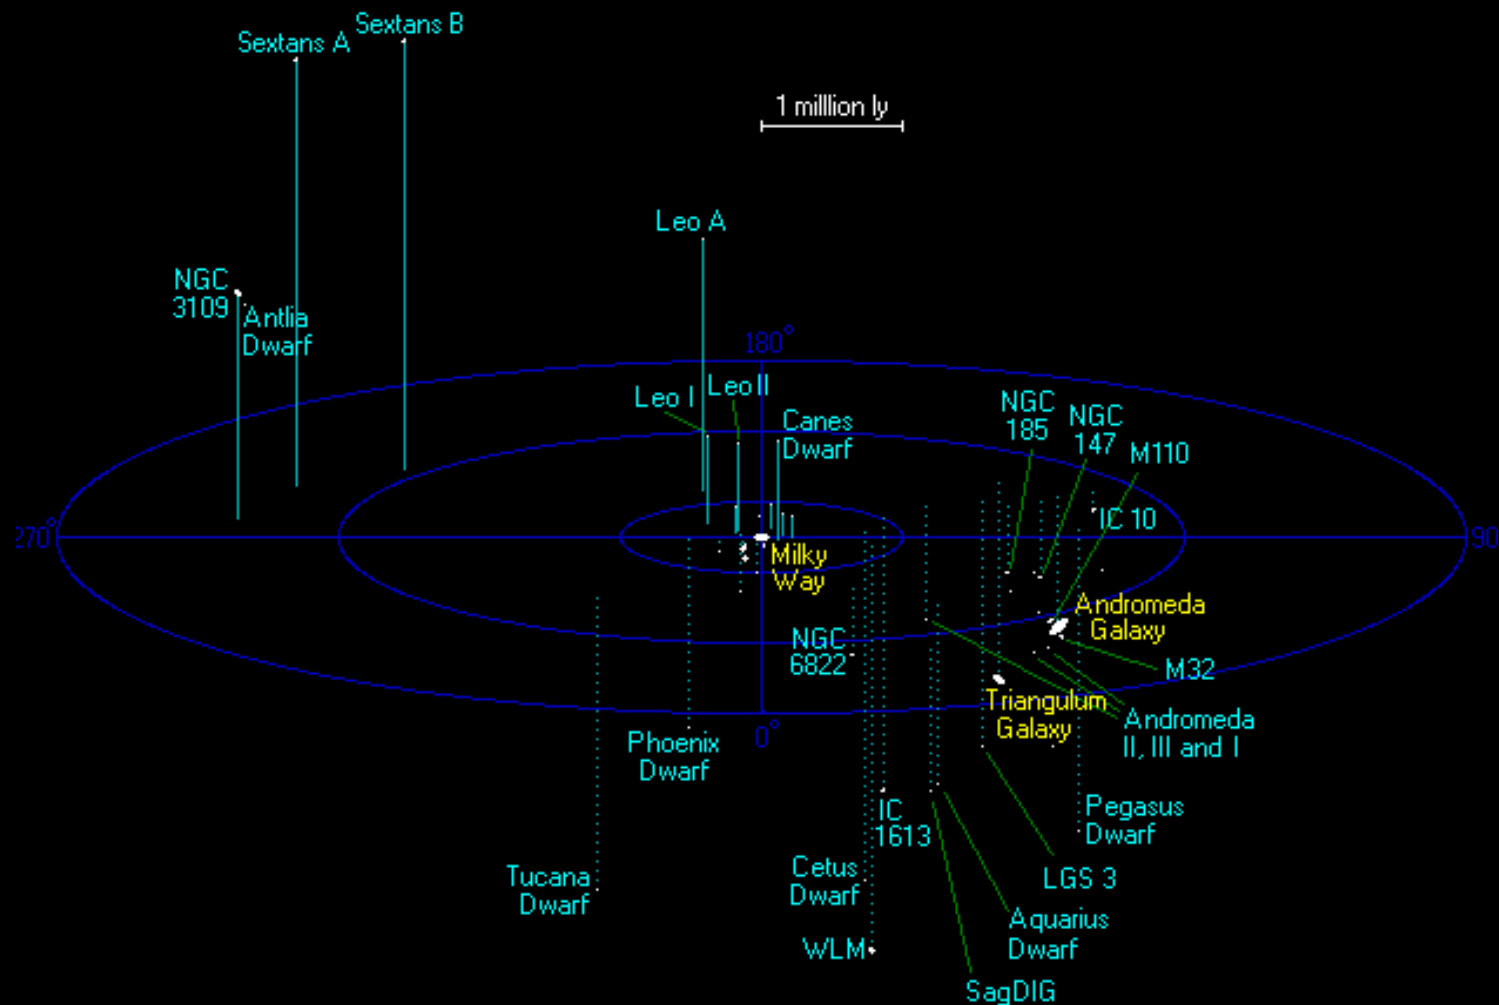 Sextans A
Sextans B
1 milllion ly
Leo A
NGC
3109
Antlia
Dwarf
180°
Leo I
Leo II
Canes
Dwarf
NGC
185
NGC
147
M110
IC 10
270°
90
Milky
Way
Andromeda
Galaxy
NGC
6822
M32
Triangulum
Galaxy
Andromeda
II, III and I
Phoenix
Dwarf
0°
IC
1613
Pegasus
Dwarf
Cetus
Dwarf
LGS 3
Tucana
Dwarf
Aquarius
Dwarf
WLM
SagDIG